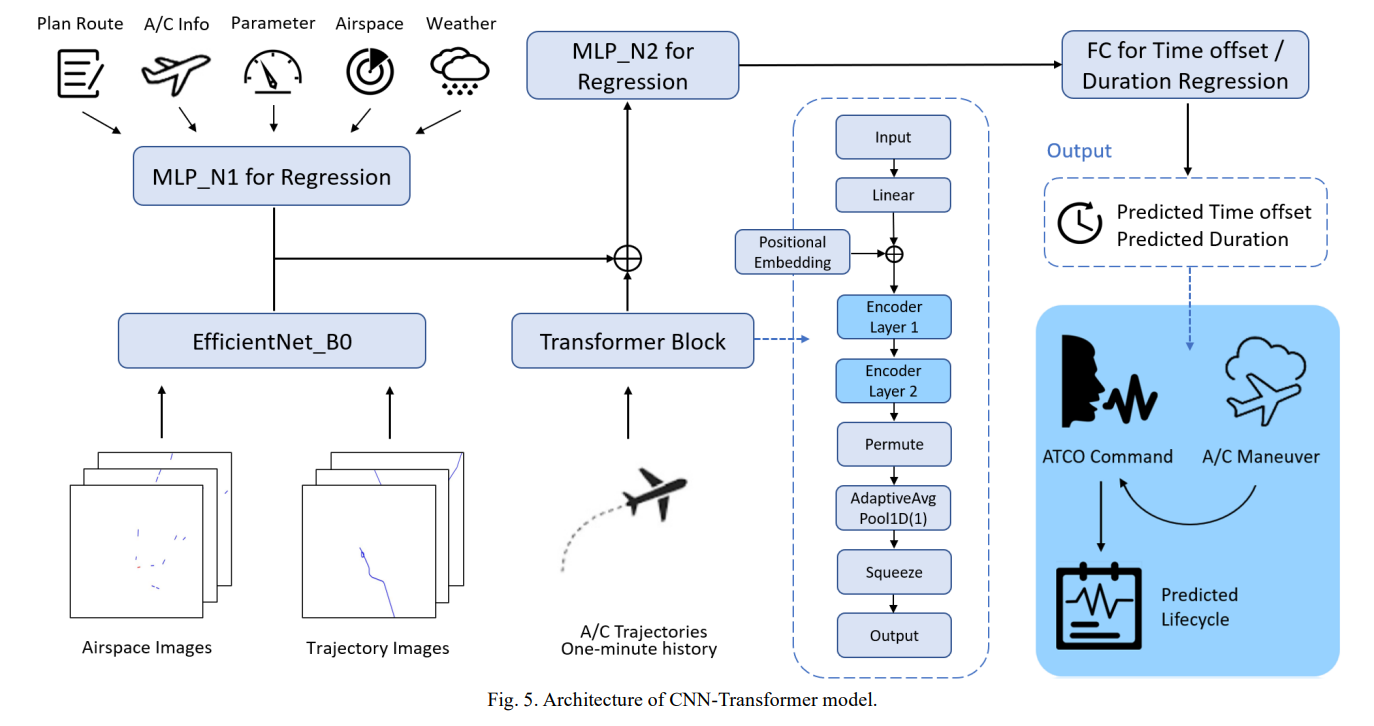 Plan Route
A/C Info
Parameter
Airspace
Weather
MLP_N1 for Regression
EfficientNet_B0
Airspace Images
Trajectory Images
MLP_N2 for
Regression
Transformer Block
A/C Trajectories
One-minute history
Input
Linear
Positional
Embedding
Encoder
Layer 1
Encoder
Layer 2
Permute
AdaptiveAvg
Pool1D(1)
Squeeze
Output
FC for Time offset /
Duration Regression
Output
Predicted Time offset
Predicted Duration
ATCO Command
A/C Maneuver
Predicted
Lifecycle
Fig. 5. Architecture of CNN-Transformer model.